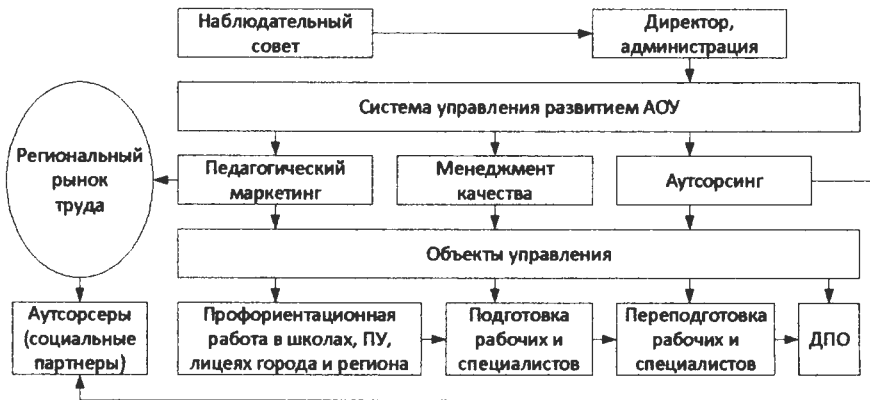 Наблюдательный
совет
Директор,
администрация
Система управления развитием АОУ
Региональный
рынок
труда
Педагогический
маркетинг
Менеджмент
качества
Аутсорсинг
Объекты управления
Аутсорсеры
(социальные
партнеры)
Профориентационная
работа в школах, ПУ,
лицеях города и региона
Подготовка
рабочих и
специалистов
Переподготовка
рабочих и
специалистов
ДПО